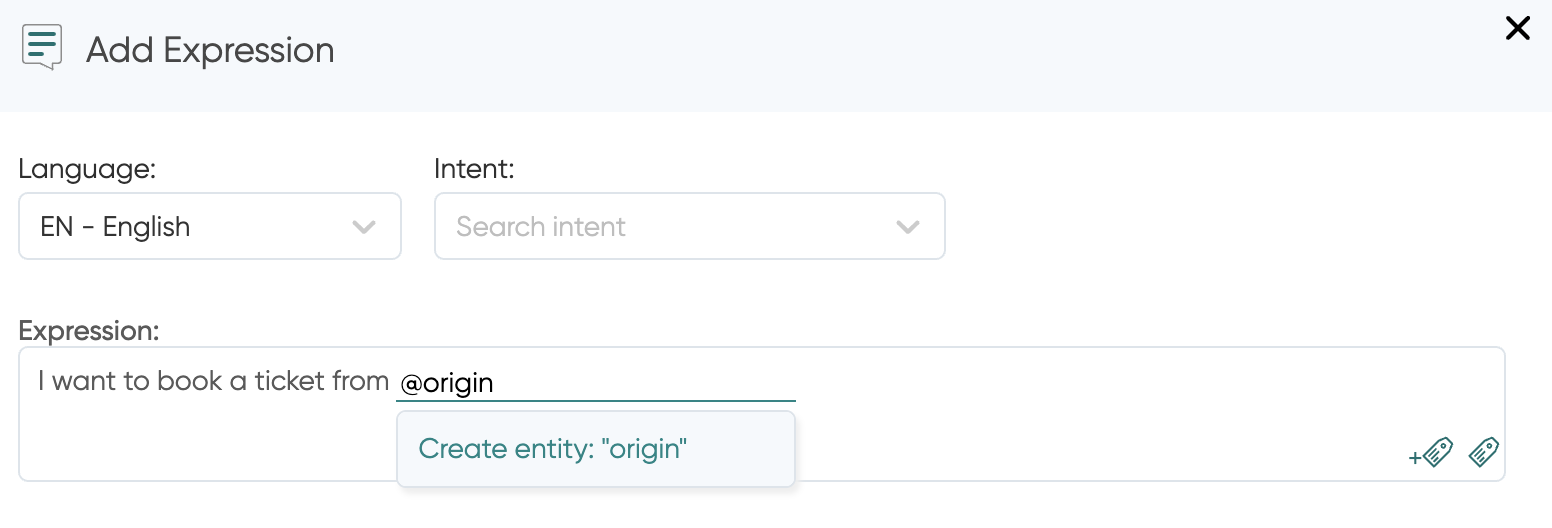 Add Expression
Language:
Intent:
EN - English
Search intent
Expression:
I want to book a ticket from @origin
Create entity: "origin"
+